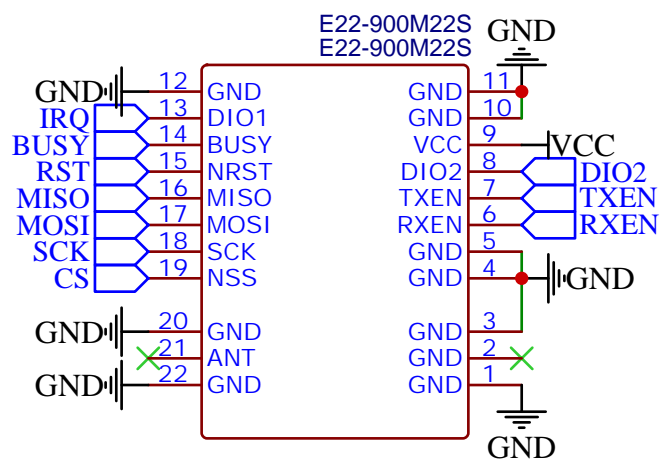 E22-900M22S
E22-900M22S
GND
GND 12 GND GND 11
IRQ 13 DIO1 GND 10
BUSY 14 BUSY VCC 9 VCC
RST 15 NRST DIO2 8 DIO2
MISO 16 MISO TXEN 7 TXEN
MOSI 17 MOSI RXEN 6 RXEN
SCK 18 SCK GND 5
CS 19 NSS GND 4 GND
GND 20 GND GND 3
21 ANT GND 2
GND 22 GND GND 1
GND